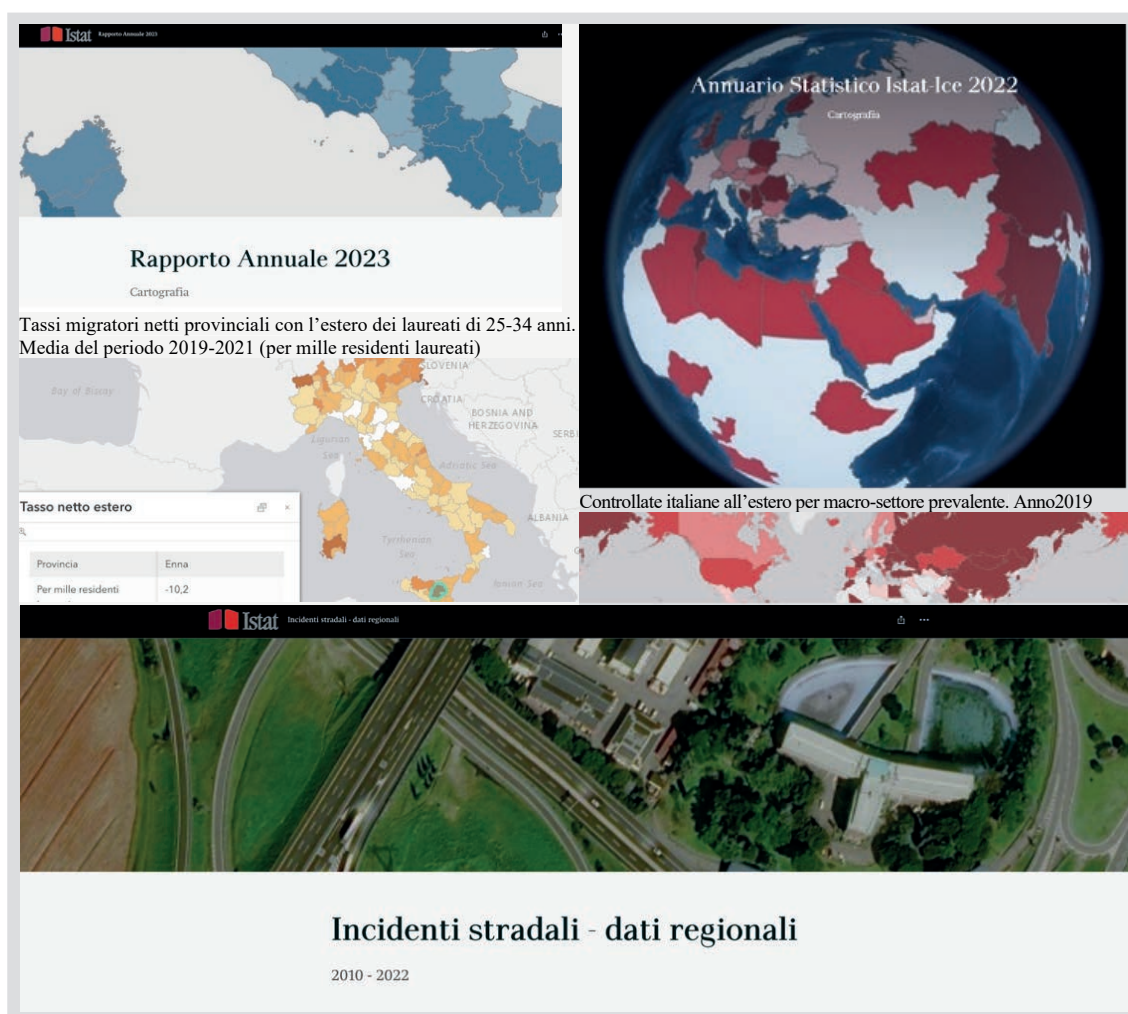 Istat Rapporto Annuale 2023
Rapporto Annuale 2023
Cartografia
Tassi migratori netti provinciali con l’estero dei laureati di 25-34 anni.
Media del periodo 2019-2021 (per mille residenti laureati)
Bay of Biscay
SLOVENIA
CROATIA
BOSNIA AND
HERZEGOVINA
SERB
Ligurian
Sea
Adriatic Sea
ALBANIA
Tyrrhenian
Sea
Ionian Sea
Tasso netto estero
Provincia Enna
Per mille residenti -10,2
Annuario Statistico Istat-Ice 2022
Cartografia
Controllate italiane all’estero per macro-settore prevalente. Anno2019
Istat Incidenti stradali - dati regionali
Incidenti stradali - dati regionali
2010 - 2022